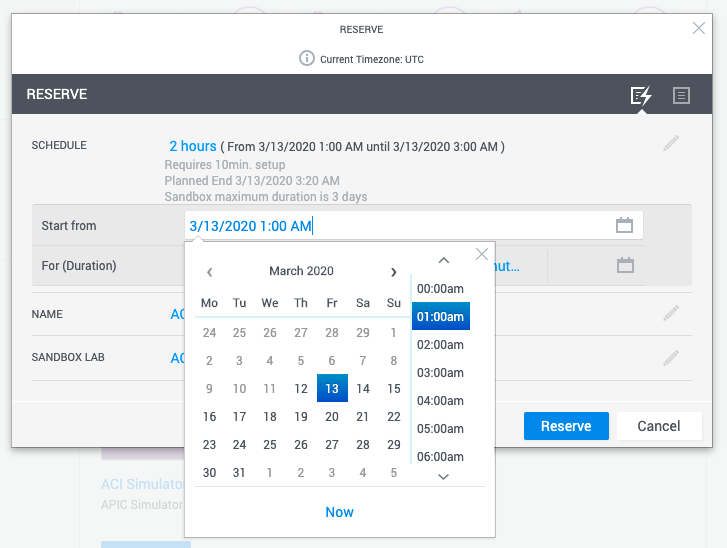 RESERVE
Current Timezone: UTC
RESERVE
SCHEDULE
2 hours ( From 3/13/2020 1:00 AM until 3/13/2020 3:00 AM )
Requires 10min. setup
Planned End 3/13/2020 3:20 AM
Sandbox maximum duration is 3 days
Start from
3/13/2020 1:00 AM
For (Duration)
March 2020
Mo Tu We Th Fr Sa Su
24 25 26 27 28 29 1
2 3 4 5 6 7 8
9 10 11 12 13 14 15
16 17 18 19 20 21 22
23 24 25 26 27 28 29
30 31 1 2 3 4 5
00:00am
01:00am
02:00am
03:00am
04:00am
05:00am
06:00am
Now
NAME
SANDBOX LAB
Reserve Cancel
ACI Simulato
APIC Simulator